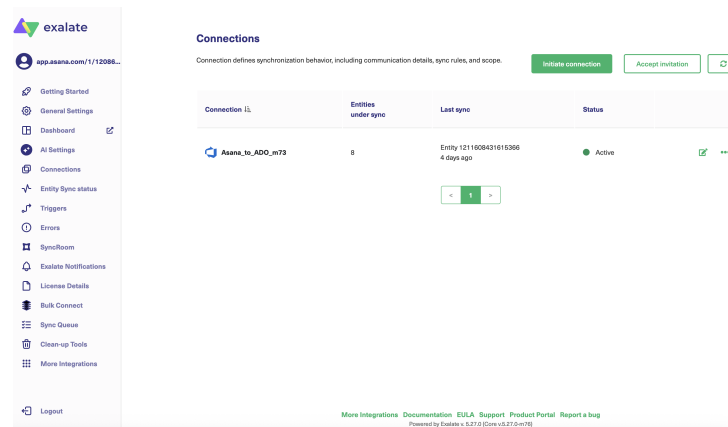 exalate
app.asana.com/1/12086...
Getting Started
General Settings
Dashboard
AI Settings
Connections
Entity Sync status
Triggers
Errors
SyncRoom
Exalate Notifications
License Details
Bulk Connect
Sync Queue
Clean-up Tools
More Integrations
Logout
Connections
Connection defines synchronization behavior, including communication details, sync rules, and scope.
Initiate connection
Accept invitation
Connection
Entities
under sync
Last sync
Status
Asana_to_ADO_m73
8
Entity 1211608431615366
4 days ago
Active
< 1 >
More Integrations Documentation EULA Support Product Portal Report a bug
Powered by Exalate v. 5.27.0 (Core v.5.27.0-m76)